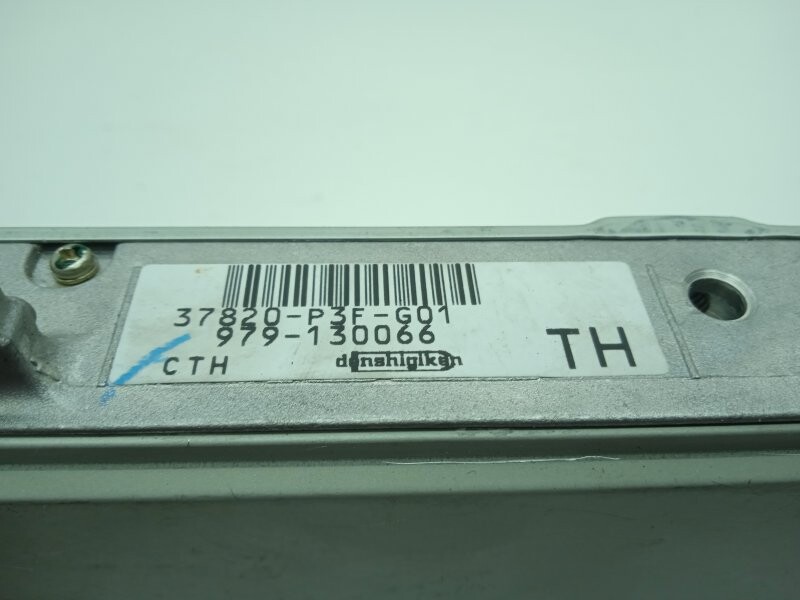 37820-P3F-G01
979-130066
CTH denshigiken TH